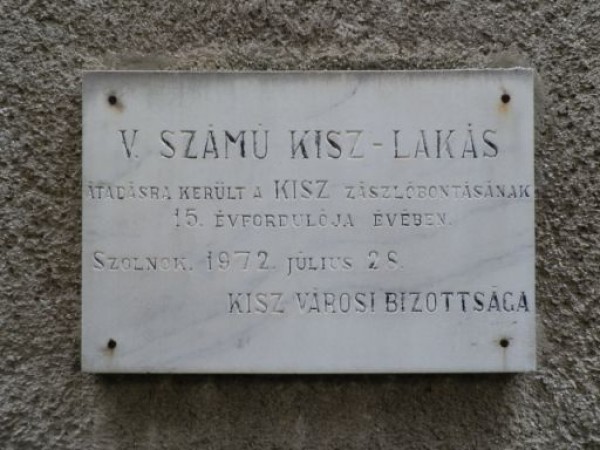 V. SZÁMÚ KISZ-LAKÁS
ÁTADÁSRA KERÜLT A KISZ ZÁSZLÓBONTÁSÁNAK
15. ÉVFORDULÓJA ÉVÉBEN.
SZOLNOK. 1972. JÚLIUS 28.
KISZ VÁROSI BIZOTTSÁGA